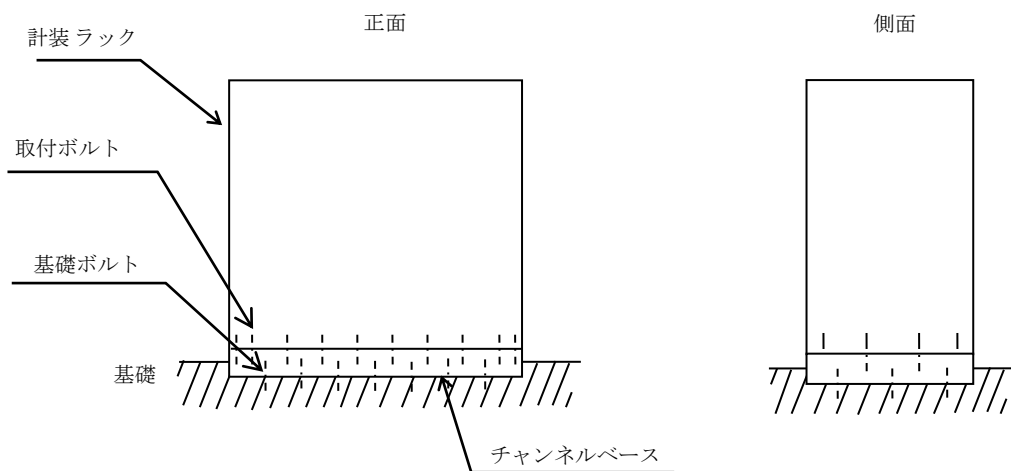 正面
側面
計装 ラック
取付ボルト
基礎ボルト
基礎
チャンネルベース